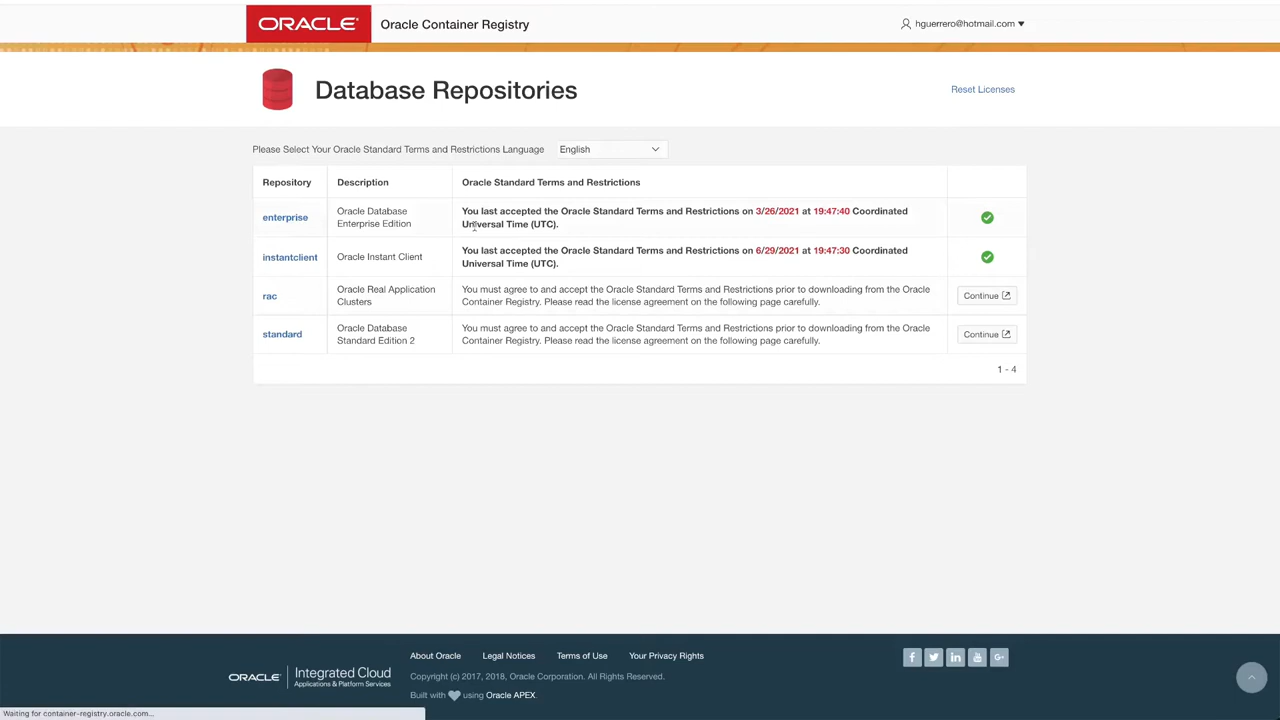 ORACLE Oracle Container Registry hguerrero@hotmail.com
Database Repositories Reset Licenses
Please Select Your Oracle Standard Terms and Restrictions Language English
Repository Description Oracle Standard Terms and Restrictions
enterprise
Oracle Database
Enterprise Edition
You last accepted the Oracle Standard Terms and Restrictions on 3/26/2021 at 19:47:40 Coordinated
Universal Time (UTC).
instantclient
Oracle Instant Client
You last accepted the Oracle Standard Terms and Restrictions on 6/29/2021 at 19:47:30 Coordinated
Universal Time (UTC).
rac
Oracle Real Application
Clusters
You must agree to and accept the Oracle Standard Terms and Restrictions prior to downloading from the Oracle
Container Registry. Please read the license agreement on the following page carefully.
Continue
standard
Oracle Database
Standard Edition 2
You must agree to and accept the Oracle Standard Terms and Restrictions prior to downloading from the Oracle
Container Registry. Please read the license agreement on the following page carefully.
Continue
1 - 4
ORACLE
Integrated Cloud
Applications & Platform Services
About Oracle Legal Notices Terms of Use Your Privacy Rights
Copyright (c) 2017, 2018, Oracle Corporation. All Rights Reserved.
Built with using Oracle APEX.
f in G+
Waiting for container-registry.oracle.com...